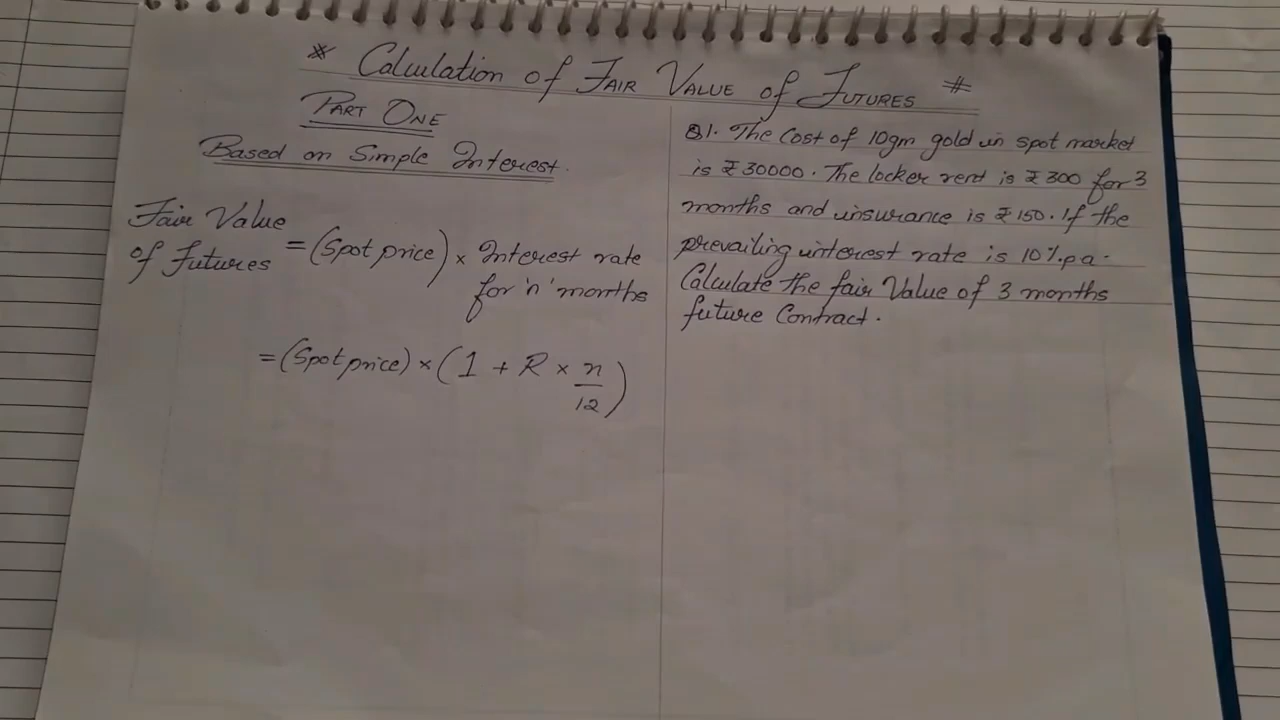 * Calculation of FAIR VALUE of FUTURES #
PART ONE
Based on Simple Interest.
Fair Value
of Futures = (Spot price) × Interest rate
for 'n' months
= (Spot price) × (1 + R × n/12)
Q1. The Cost of 10gm gold in spot market
is ₹30000. The locker rent is ₹300 for 3
months and insurance is ₹150. If the
prevailing interest rate is 10% pa.
Calculate the fair Value of 3 months
future Contract.